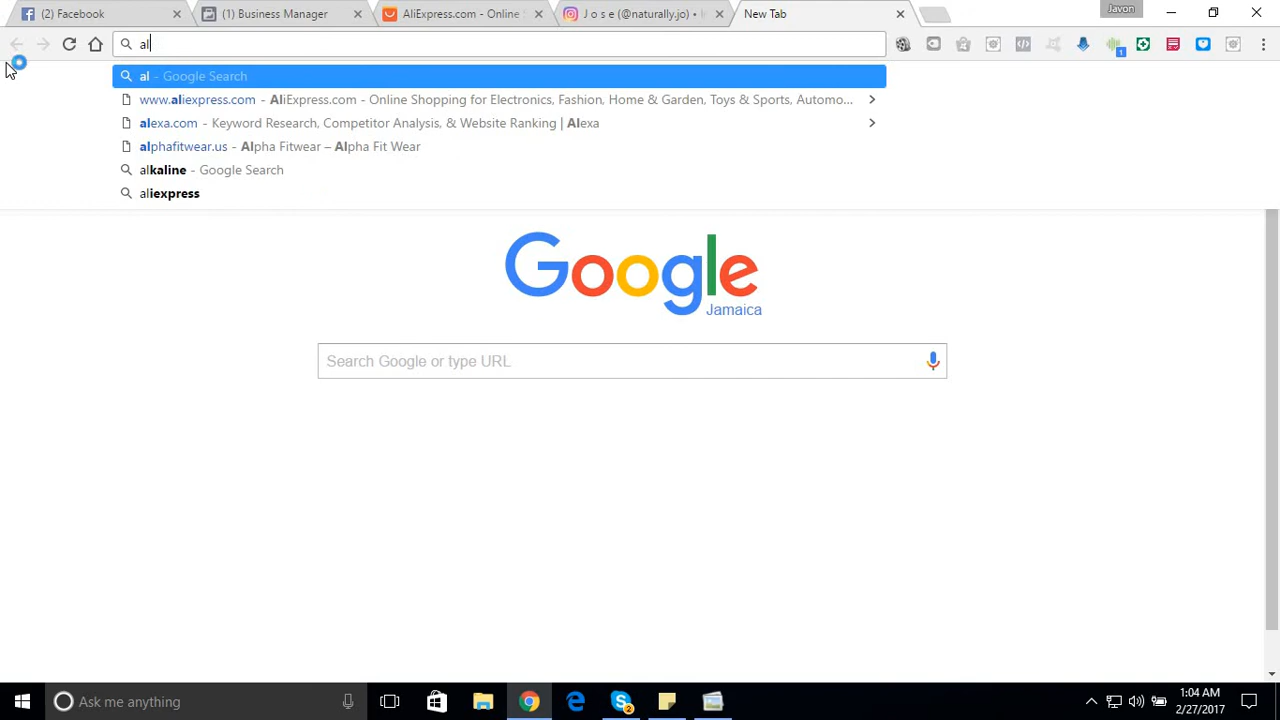 (2) Facebook
(1) Business Manager
AliExpress.com - Online S
J o s e (@naturally.jo) •
New Tab
Javon
al
al - Google Search
www.aliexpress.com - AliExpress.com - Online Shopping for Electronics, Fashion, Home & Garden, Toys & Sports, Automo...
alexa.com - Keyword Research, Competitor Analysis, & Website Ranking | Alexa
alphafitwear.us - Alpha Fitwear – Alpha Fit Wear
alkaline - Google Search
aliexpress
Google
Jamaica
Search Google or type URL
1
Ask me anything
2
1:04 AM
2/27/2017